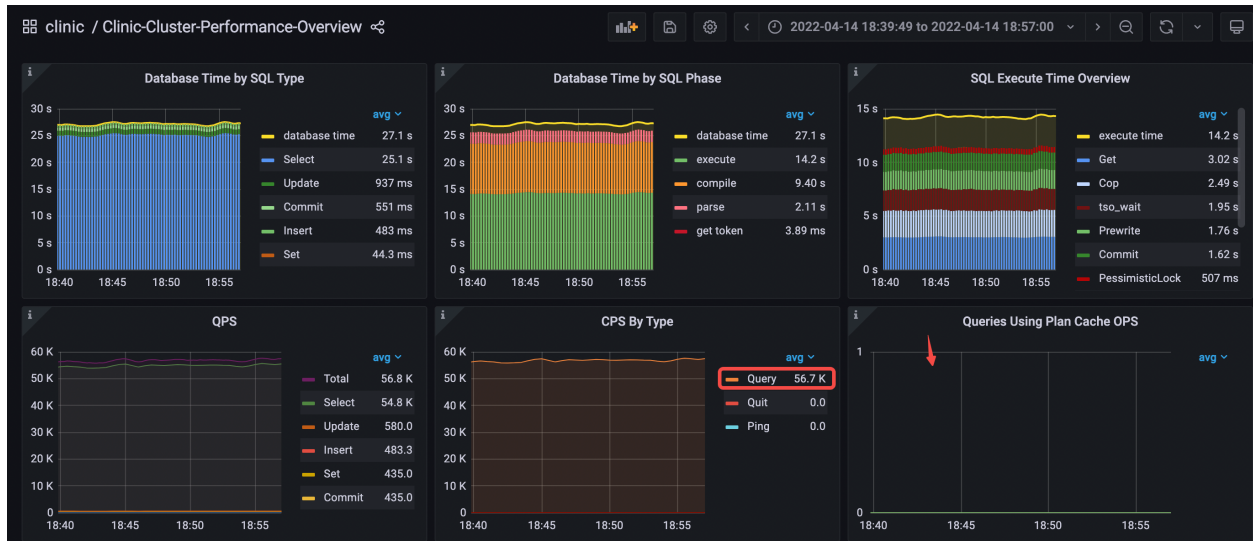 clinic / Clinic-Cluster-Performance-Overview
2022-04-14 18:39:49 to 2022-04-14 18:57:00
Database Time by SQL Type
30 s
25 s
20 s
15 s
10 s
5 s
0 s
18:40 18:45 18:50 18:55
avg
database time 27.1 s
Select 25.1 s
Update 937 ms
Commit 551 ms
Insert 483 ms
Set 44.3 ms
Database Time by SQL Phase
30 s
25 s
20 s
15 s
10 s
5 s
0 s
18:40 18:45 18:50 18:55
avg
database time 27.1 s
execute 14.2 s
compile 9.40 s
parse 2.11 s
get token 3.89 ms
SQL Execute Time Overview
15 s
10 s
5 s
0 s
18:40 18:45 18:50 18:55
avg
execute time 14.2 s
Get 3.02 s
Cop 2.49 s
tso_wait 1.95 s
Prewrite 1.76 s
Commit 1.62 s
PessimisticLock 507 ms
QPS
60 K
50 K
40 K
30 K
20 K
10 K
0
18:40 18:45 18:50 18:55
avg
Total 56.8 K
Select 54.8 K
Update 580.0
Insert 483.3
Set 435.0
Commit 435.0
CPS By Type
60 K
50 K
40 K
30 K
20 K
10 K
0
18:40 18:45 18:50 18:55
avg
Query 56.7 K
Quit 0.0
Ping 0.0
Queries Using Plan Cache OPS
1
0
18:40 18:45 18:50 18:55
avg